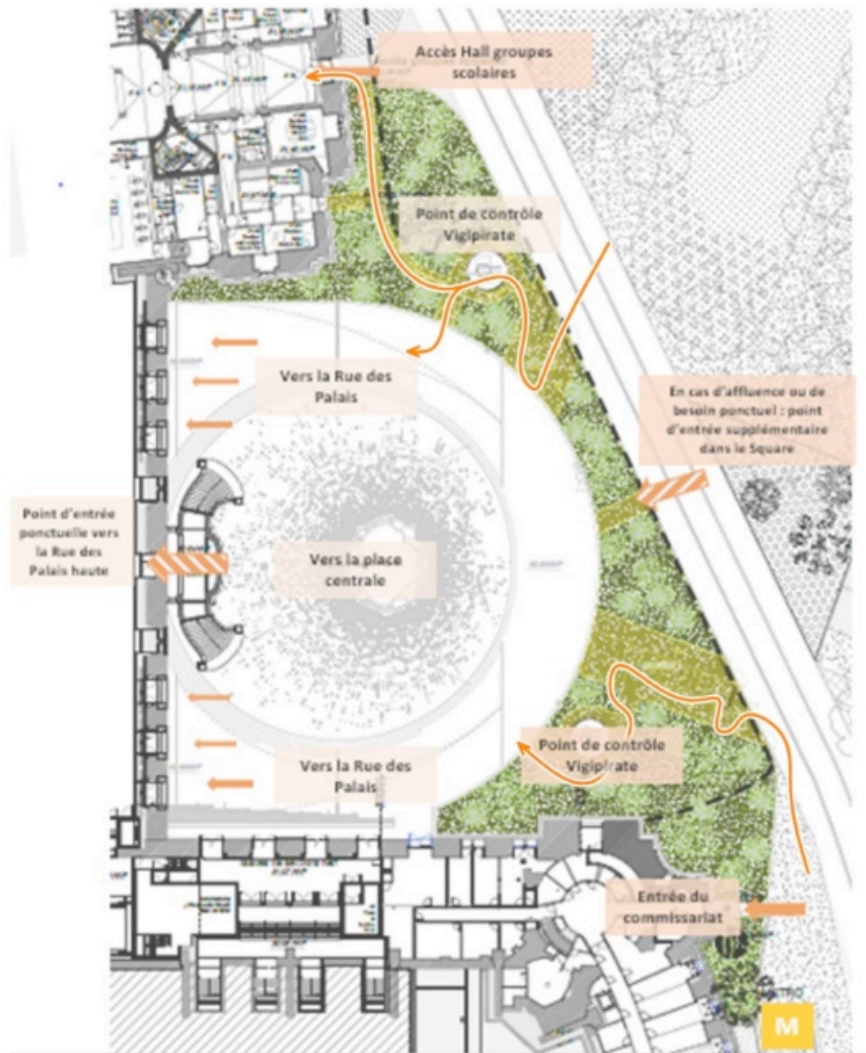 Accès Hall groupes
scolaires
Point de contrôle
Vigipirate
Vers la Rue des
Palais
En cas d'affluence ou de
besoin ponctuel : point
d'entrée supplémentaire
dans le Square
Point d'entrée
ponctuelle vers
la Rue des
Palais haute
Vers la place
centrale
Point de contrôle
Vigipirate
Vers la Rue des
Palais
Entrée du
commissariat
M